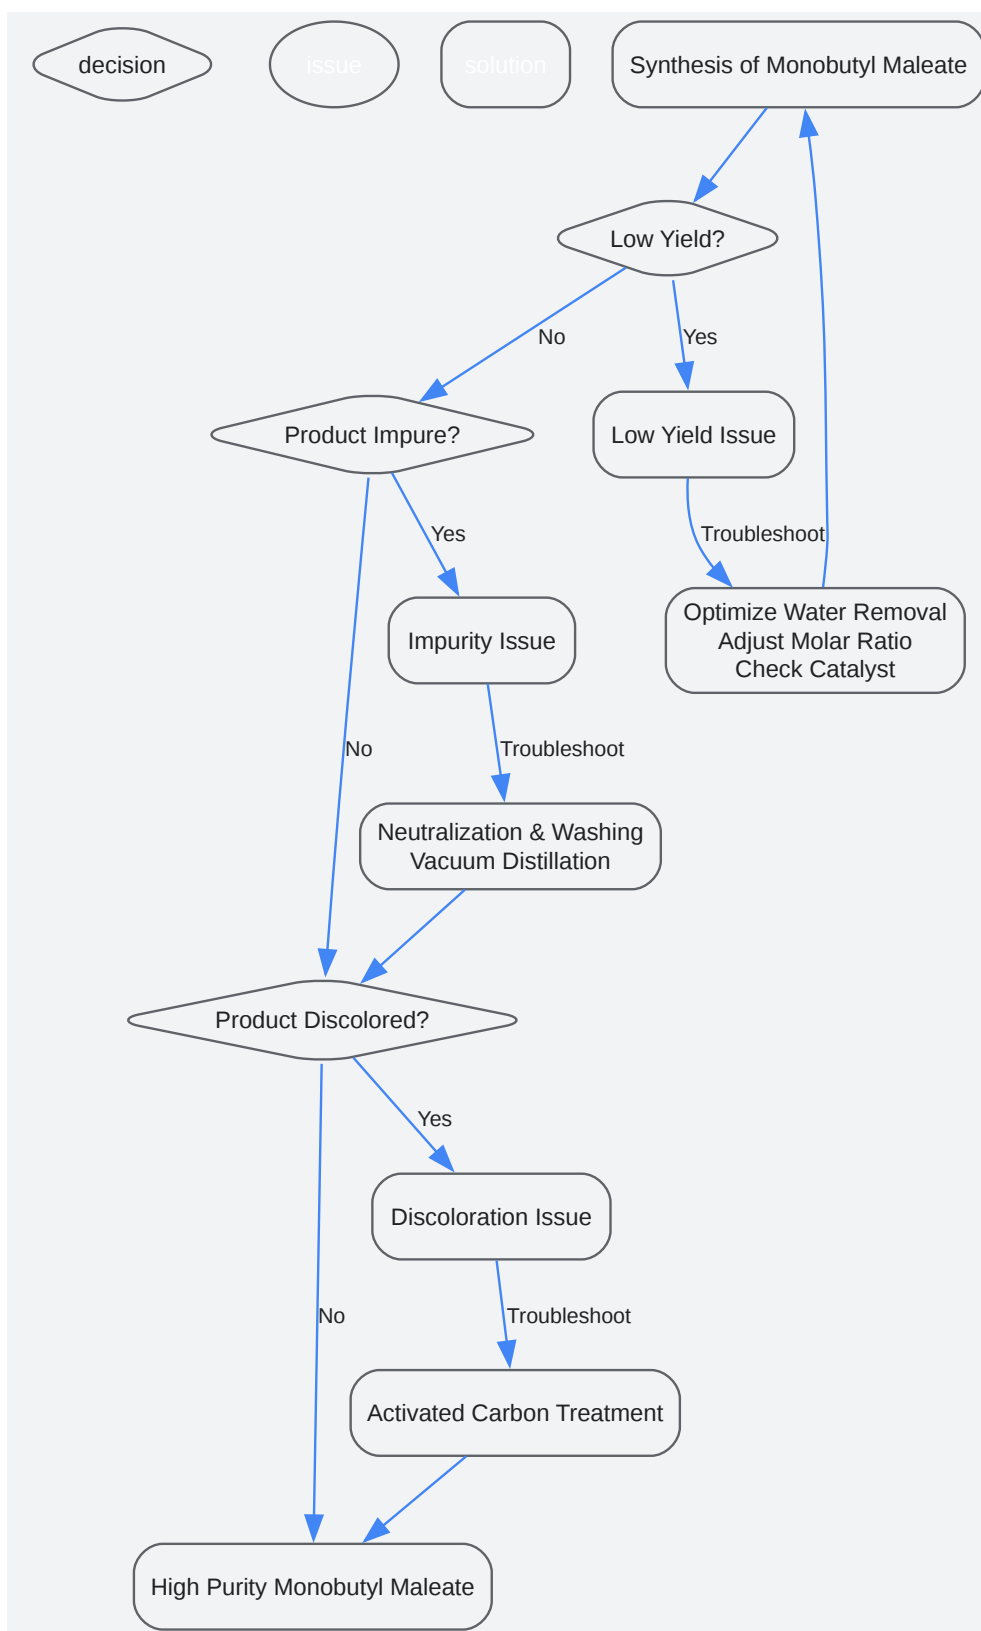 decision
issue
solution
Synthesis of Monobutyl Maleate
Low Yield?
No
Yes
Product Impure?
Low Yield Issue
Yes
Troubleshoot
Impurity Issue
Optimize Water Removal
Adjust Molar Ratio
Check Catalyst
No
Troubleshoot
Neutralization & Washing
Vacuum Distillation
Product Discolored?
Yes
Discoloration Issue
No
Troubleshoot
Activated Carbon Treatment
High Purity Monobutyl Maleate